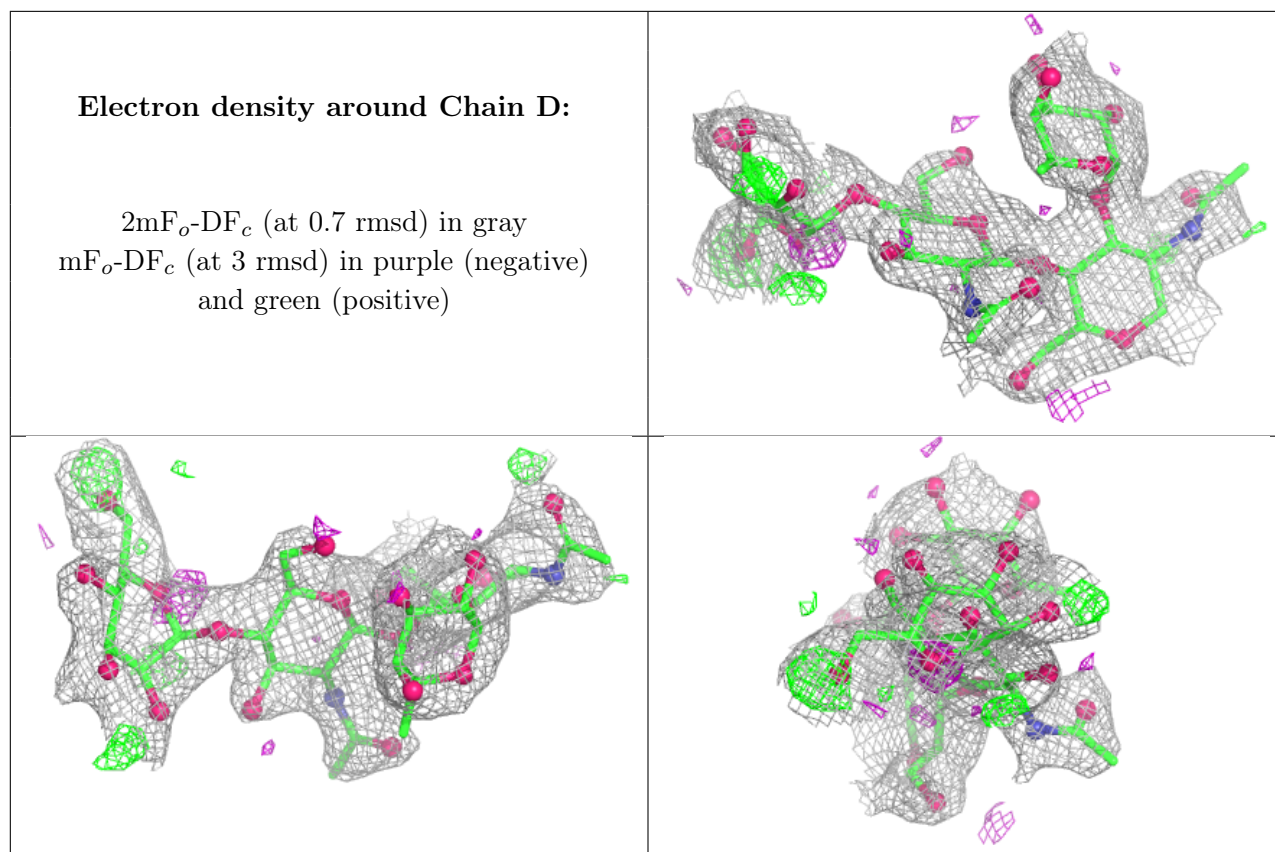 Electron density around Chain D:
2mFₒ-DF𝒸 (at 0.7 rmsd) in gray
mFₒ-DF𝒸 (at 3 rmsd) in purple (negative)
and green (positive)